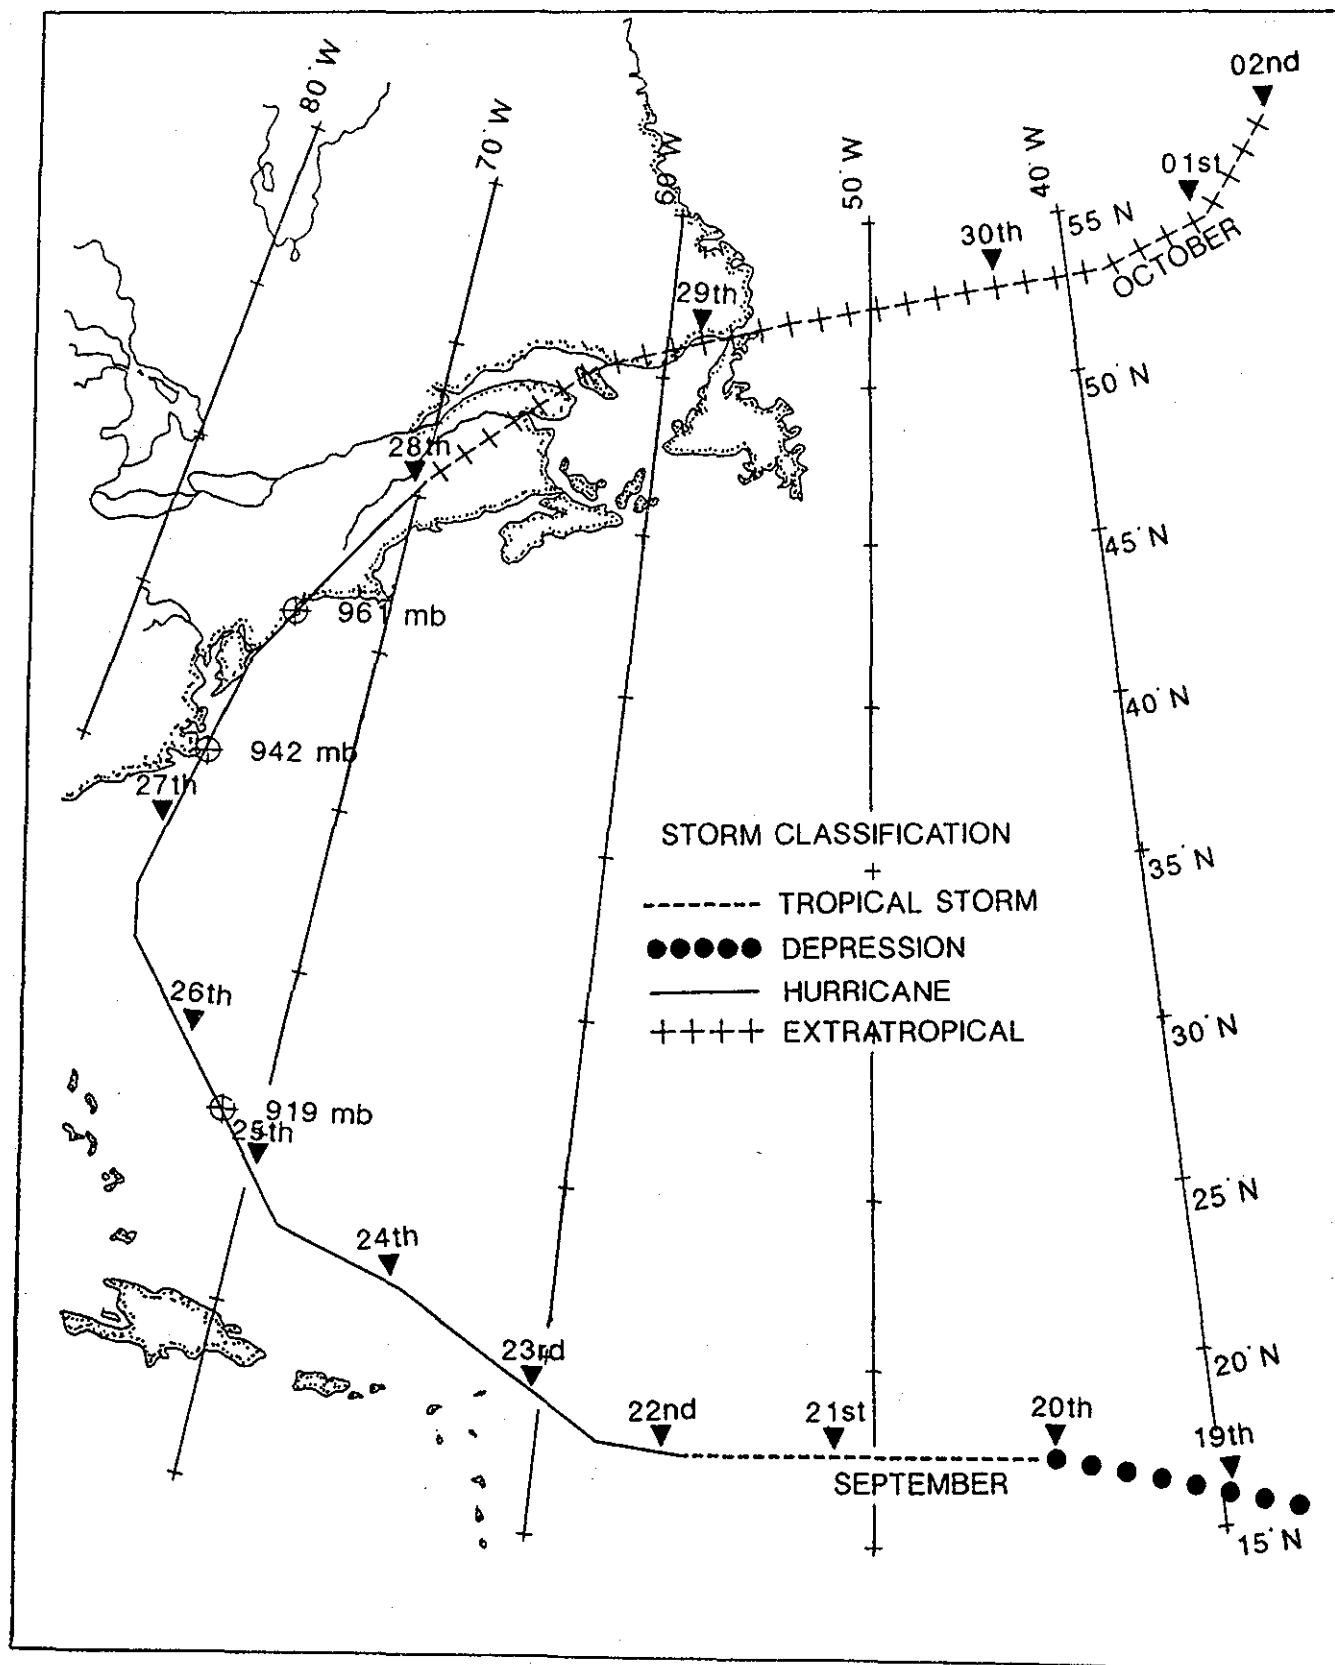 02nd
80°W
70°W
60°W
50°W
40°W
01st
55 N
30th
OCTOBER
29th
50°N
28th
45°N
961 mb
40°N
942 mb
27th
STORM CLASSIFICATION
35°N
TROPICAL STORM
DEPRESSION
26th
HURRICANE
30°N
EXTRATROPICAL
919 mb
25th
25°N
24th
23rd
20°N
22nd
21st
20th
19th
SEPTEMBER
15°N